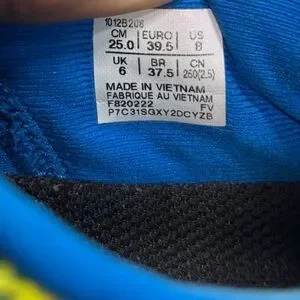 1012B208
CM EURO US
25.0 39.5 8
UK BR CN
6 37.5 250(2.5)
MADE IN VIETNAM
FABRIQUE AU VIETNAM
F820222 FV
P7C31SGXY2DCYZB